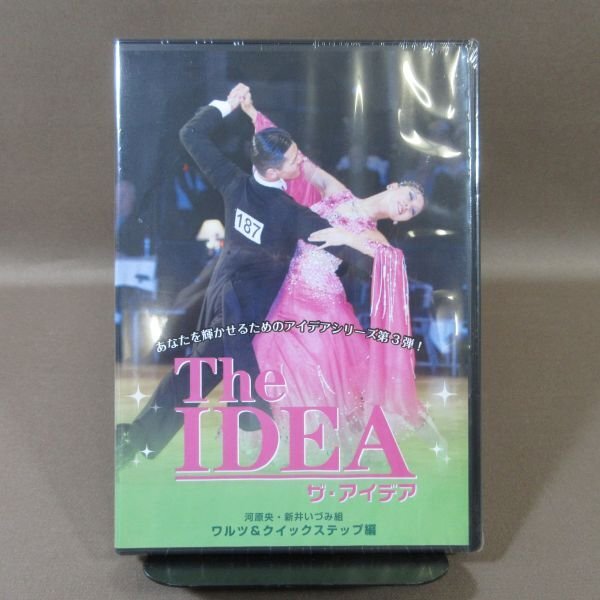 187
あなたを輝かせるためのアイデアシリーズ第3弾！
The
IDEA
ザ・アイデア
河原央・新井いづみ組
ワルツ＆クイックステップ編